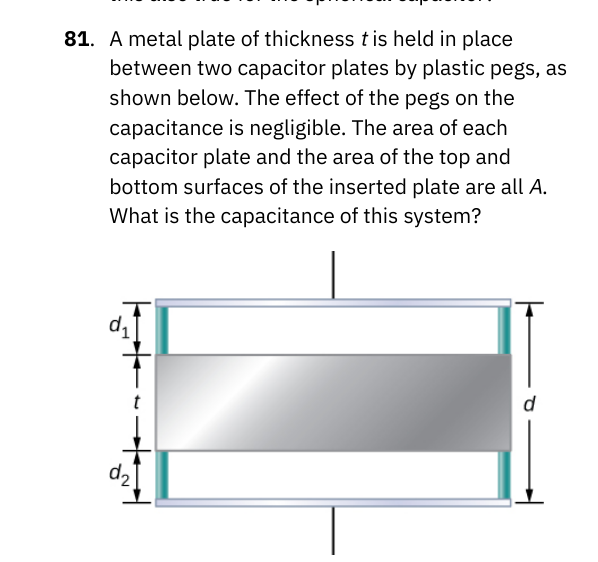 81. A metal plate of thickness t is held in place
between two capacitor plates by plastic pegs, as
shown below. The effect of the pegs on the
capacitance is negligible. The area of each
capacitor plate and the area of the top and
bottom surfaces of the inserted plate are all A.
What is the capacitance of this system?
d₁
t
d
d₂